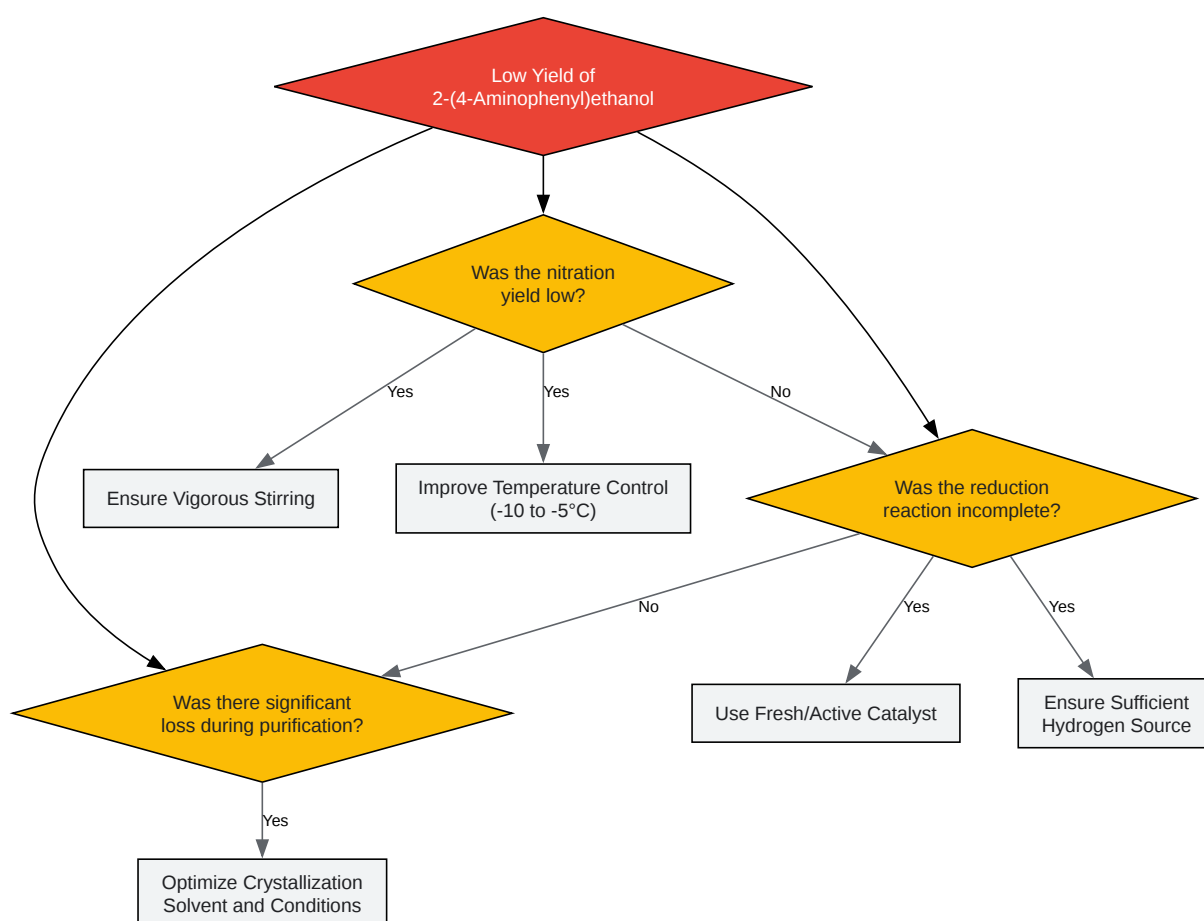 Low Yield of
2-(4-Aminophenyl)ethanol
Was the nitration
yield low?
Yes
Yes
No
Ensure Vigorous Stirring
Improve Temperature Control
(-10 to -5°C)
Was the reduction
reaction incomplete?
No
Yes
Yes
Was there significant
loss during purification?
Use Fresh/Active Catalyst
Ensure Sufficient
Hydrogen Source
Yes
Optimize Crystallization
Solvent and Conditions